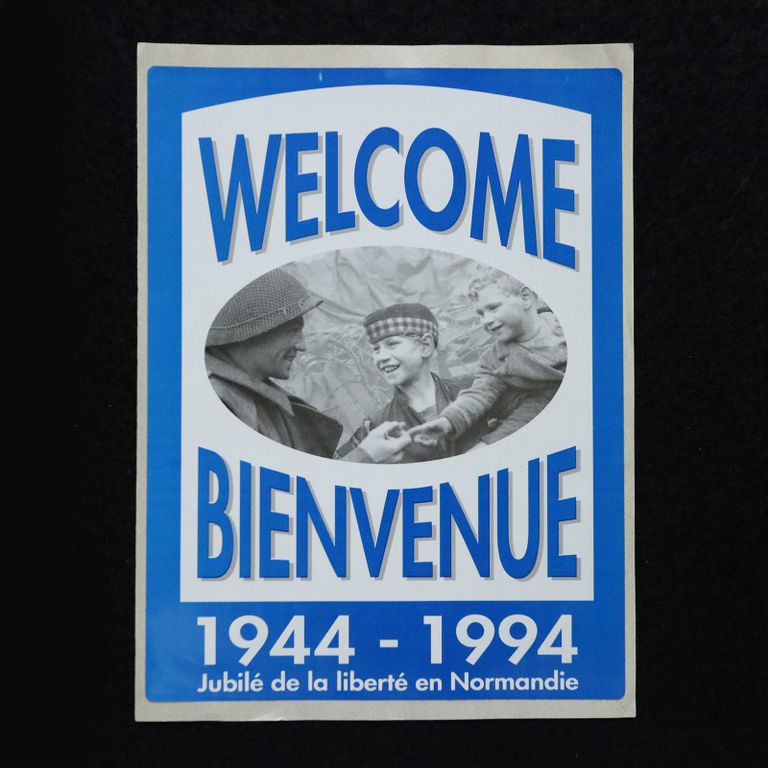 WELCOME
BIENVENUE
1944 - 1994
Jubilé de la liberté en Normandie